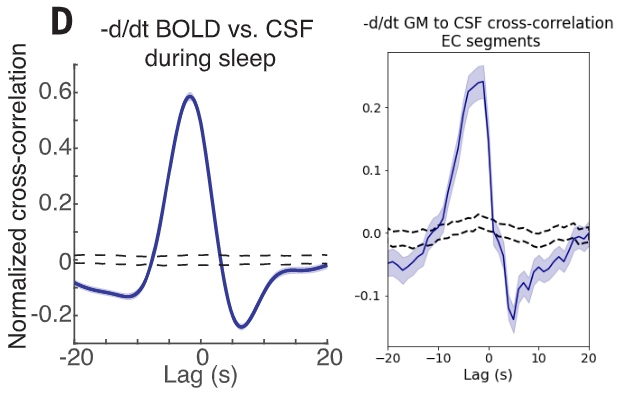 D
-d/dt BOLD vs. CSF
during sleep
Normalized cross-correlation
0.6
0.4
0.2
0
-0.2
-20
0
20
Lag (s)
-d/dt GM to CSF cross-correlation
EC segments
0.2
0.1
0.0
−0.1
−20
−10
0
10
20
Lag (s)